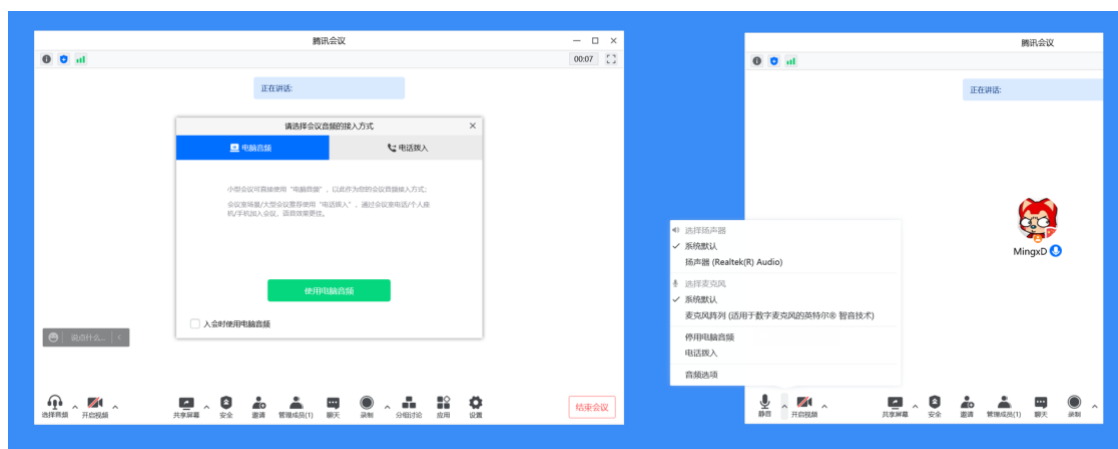 腾讯会议
00:07
正在讲话:
请选择会议音频的接入方式
电脑音频
电话拨入
小型会议可直接使用“电脑音频”，以此作为您的会议音频接入方式;
会议室场景/大型会议推荐使用“电话拨入”，通过会议室电话/个人座
机/手机加入会议，音频效果更佳。
使用电脑音频
入会时使用电脑音频
说点什么...
选择音频
开启视频
共享屏幕
安全
邀请
管理成员(1)
聊天
录制
分组讨论
应用
设置
结束会议
腾讯会议
正在讲话:
MingxD
选择扬声器
系统默认
扬声器 (Realtek(R) Audio)
选择麦克风
系统默认
麦克风阵列 (适用于数字麦克风的英特尔® 智音技术)
停用电脑音频
电话拨入
音频选项
静音
开启视频
共享屏幕
安全
邀请
管理成员(1)
聊天
录制